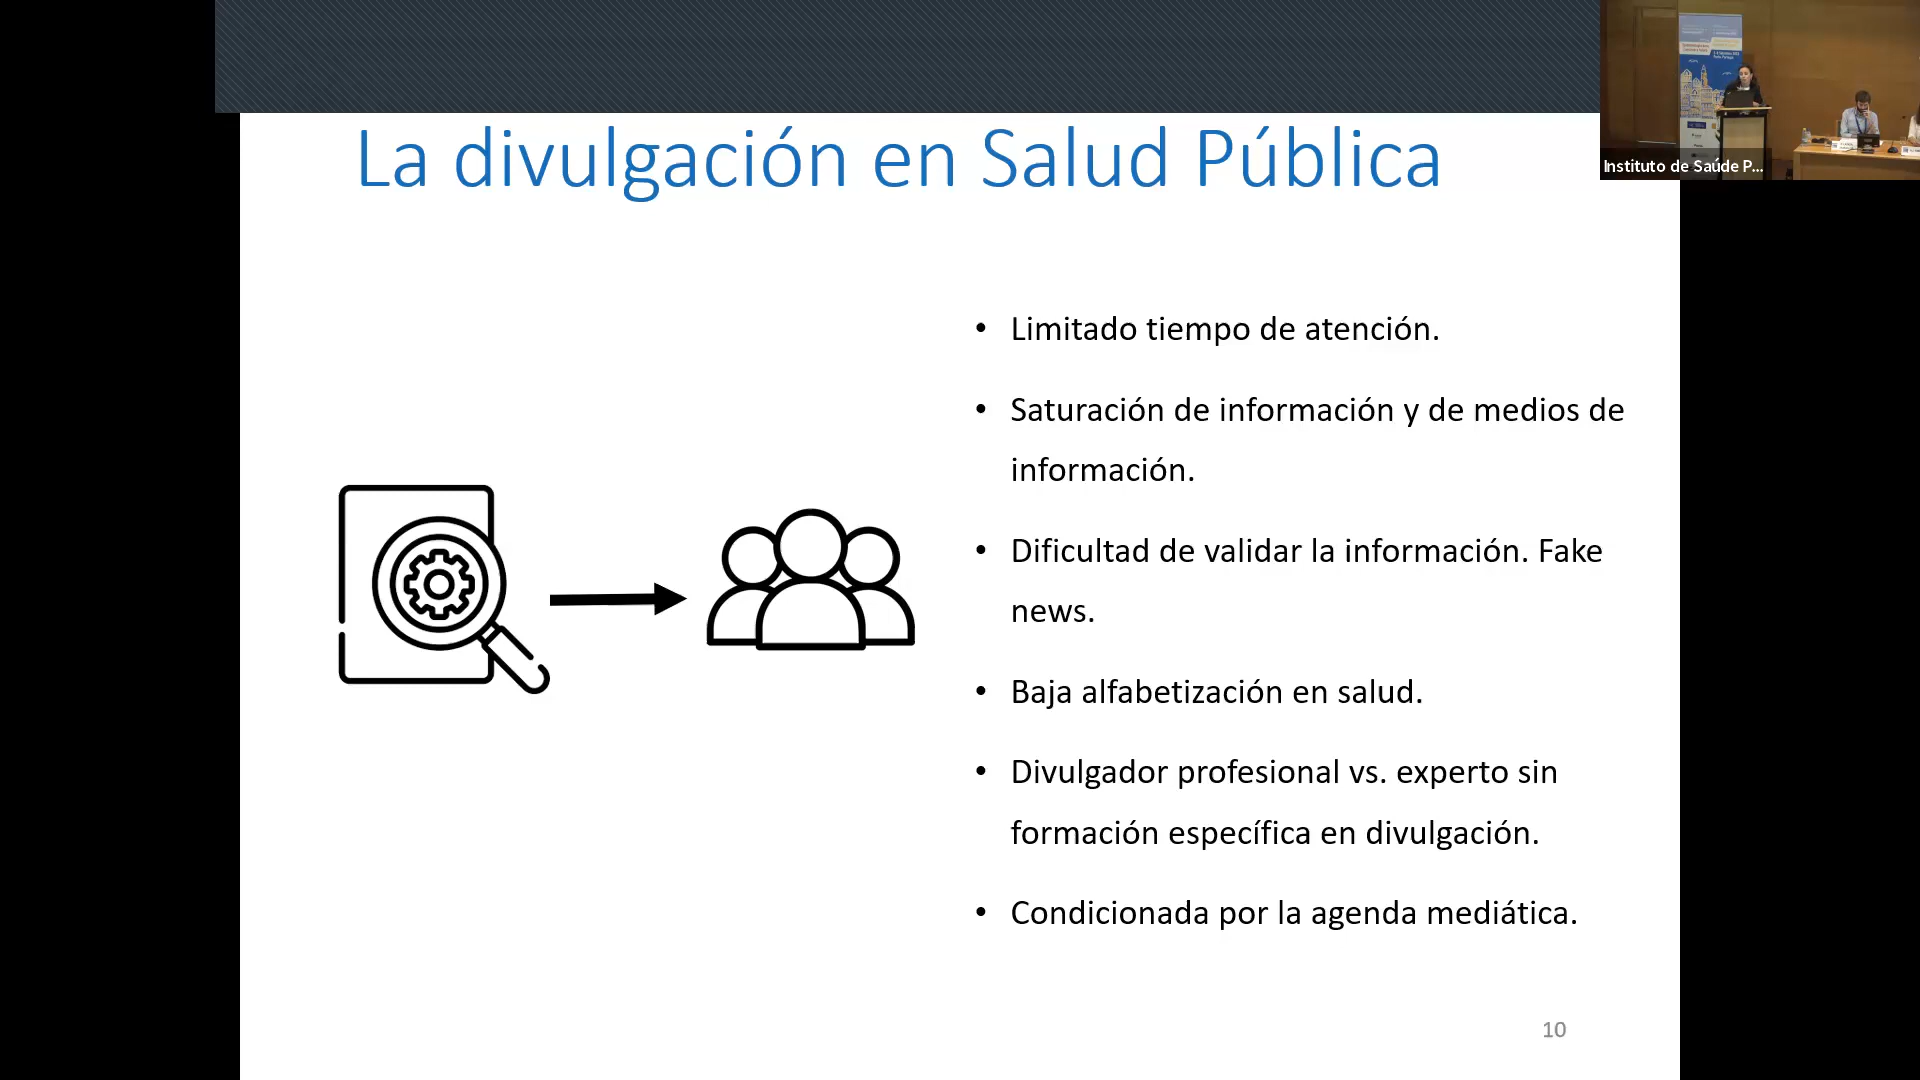 La divulgación en Salud Pública
Instituto de Saúde P...
• Limitado tiempo de atención.
• Saturación de información y de medios de
información.
• Dificultad de validar la información. Fake
news.
• Baja alfabetización en salud.
• Divulgador profesional vs. experto sin
formación específica en divulgación.
• Condicionada por la agenda mediática.
10